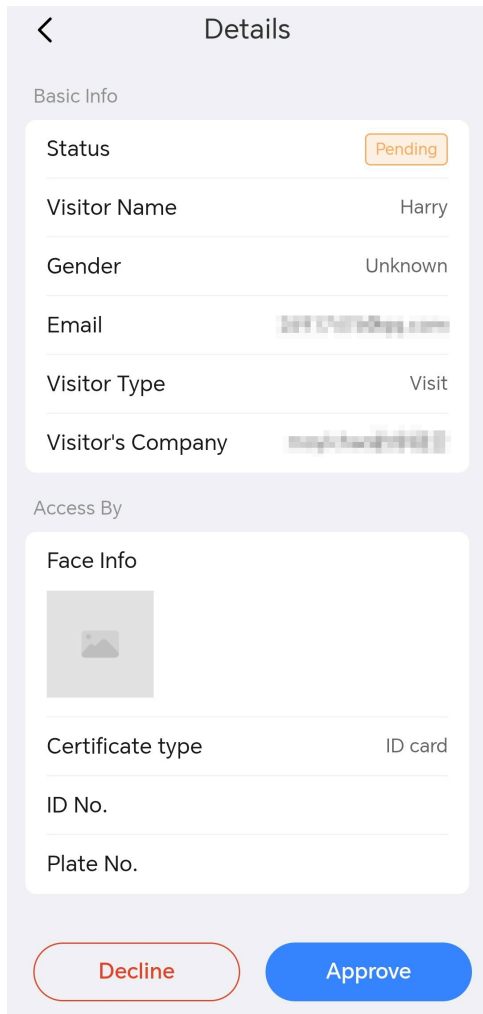 Details
Basic Info
Status Pending
Visitor Name Harry
Gender Unknown
Email
Visitor Type Visit
Visitor's Company
Access By
Face Info
Certificate type ID card
ID No.
Plate No.
Decline Approve